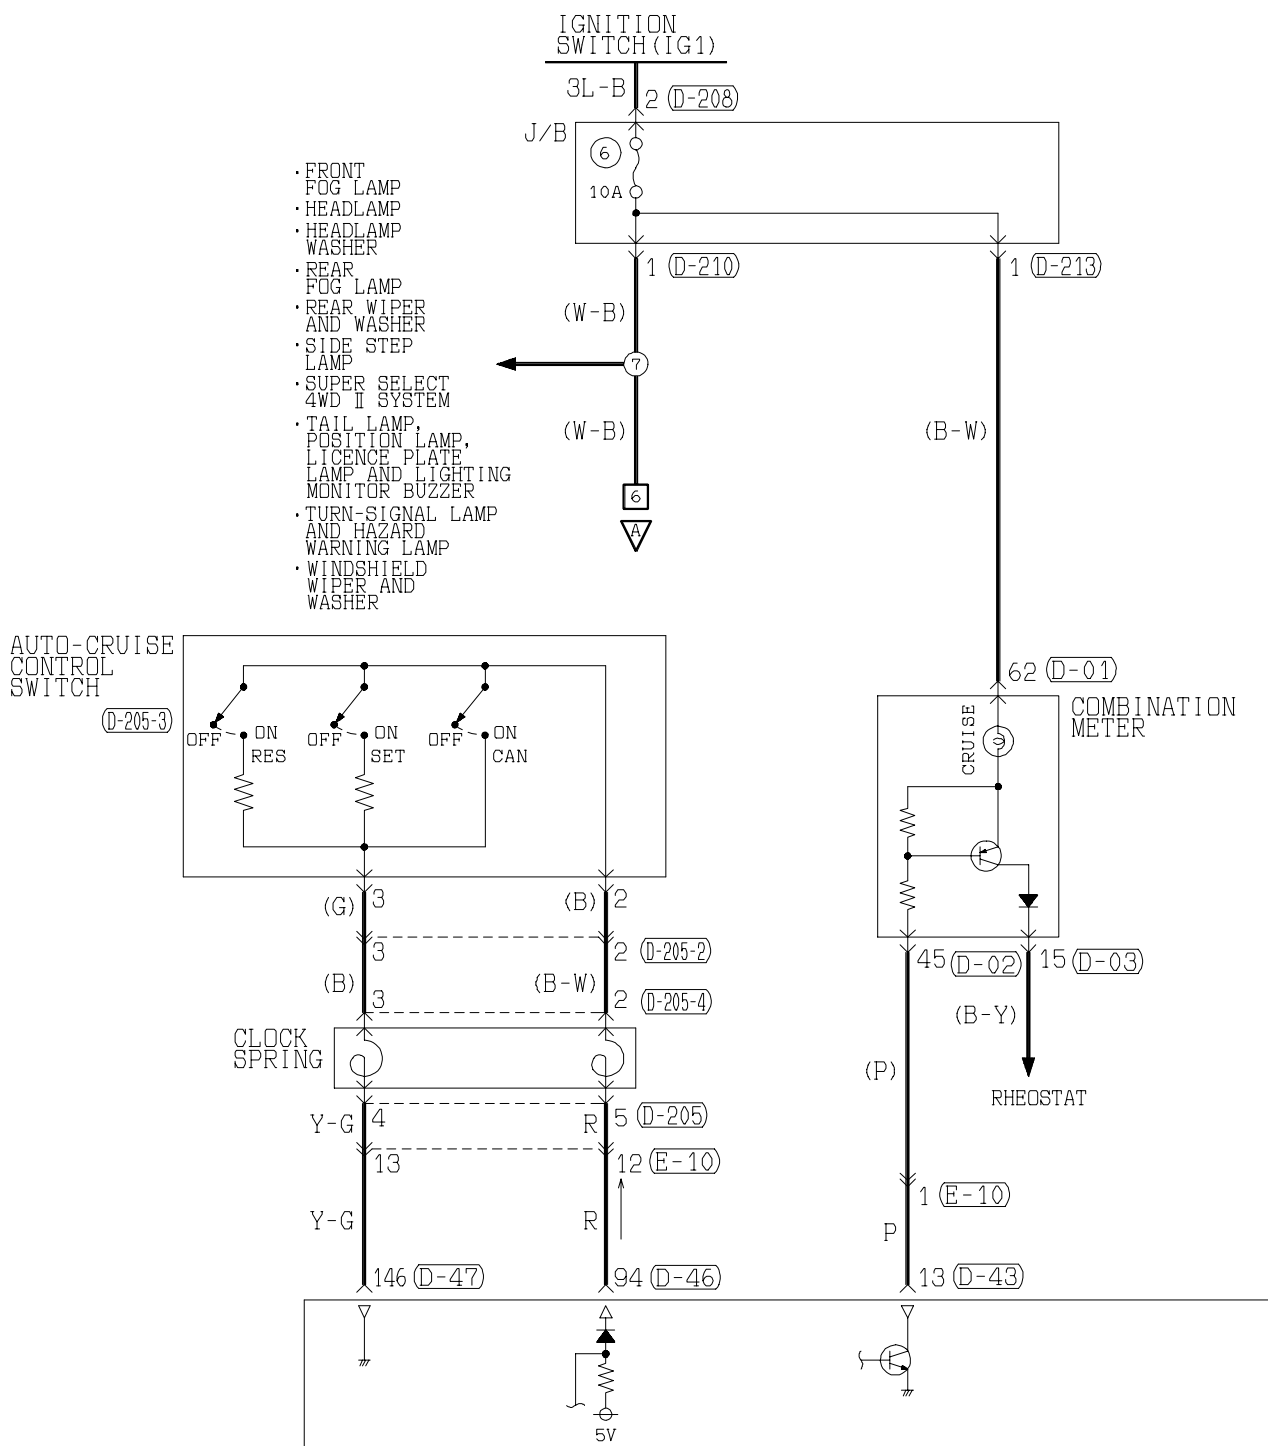 IGNITION
SWITCH(IG1)
3L-B
2 (D-208)
J/B
6
10A
1 (D-210)
1 (D-213)
· FRONT
FOG LAMP
· HEADLAMP
· HEADLAMP
WASHER
· REAR
FOG LAMP
· REAR WIPER
AND WASHER
· SIDE STEP
LAMP
· SUPER SELECT
4WD Ⅱ SYSTEM
· TAIL LAMP,
POSITION LAMP,
LICENCE PLATE
LAMP AND LIGHTING
MONITOR BUZZER
· TURN-SIGNAL LAMP
AND HAZARD
WARNING LAMP
· WINDSHIELD
WIPER AND
WASHER
(W-B)
7
(W-B)
(B-W)
6
A
AUTO-CRUISE
CONTROL
SWITCH
(D-205-3)
OFF ON
RES
OFF ON
SET
OFF ON
CAN
62 (D-01)
COMBINATION
METER
CRUISE
(G) 3
(B) 2
3
2 (D-205-2)
(B)
(B-W)
3
2 (D-205-4)
45 (D-02)
15 (D-03)
(B-Y)
CLOCK
SPRING
(P)
RHEOSTAT
Y-G 4
R 5 (D-205)
13
12 (E-10)
1 (E-10)
Y-G
R
P
146 (D-47)
94 (D-46)
13 (D-43)
5V